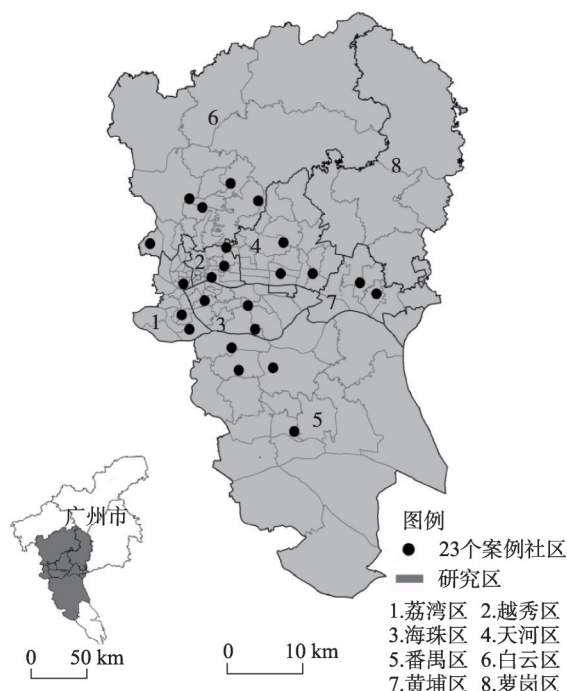 6
8
4
2
7
1
3
5
广州市
图例
23个案例社区
研究区
1.荔湾区 2.越秀区
3.海珠区 4.天河区
5.番禺区 6.白云区
7.黄埔区 8.萝岗区
0 50 km
0 10 km